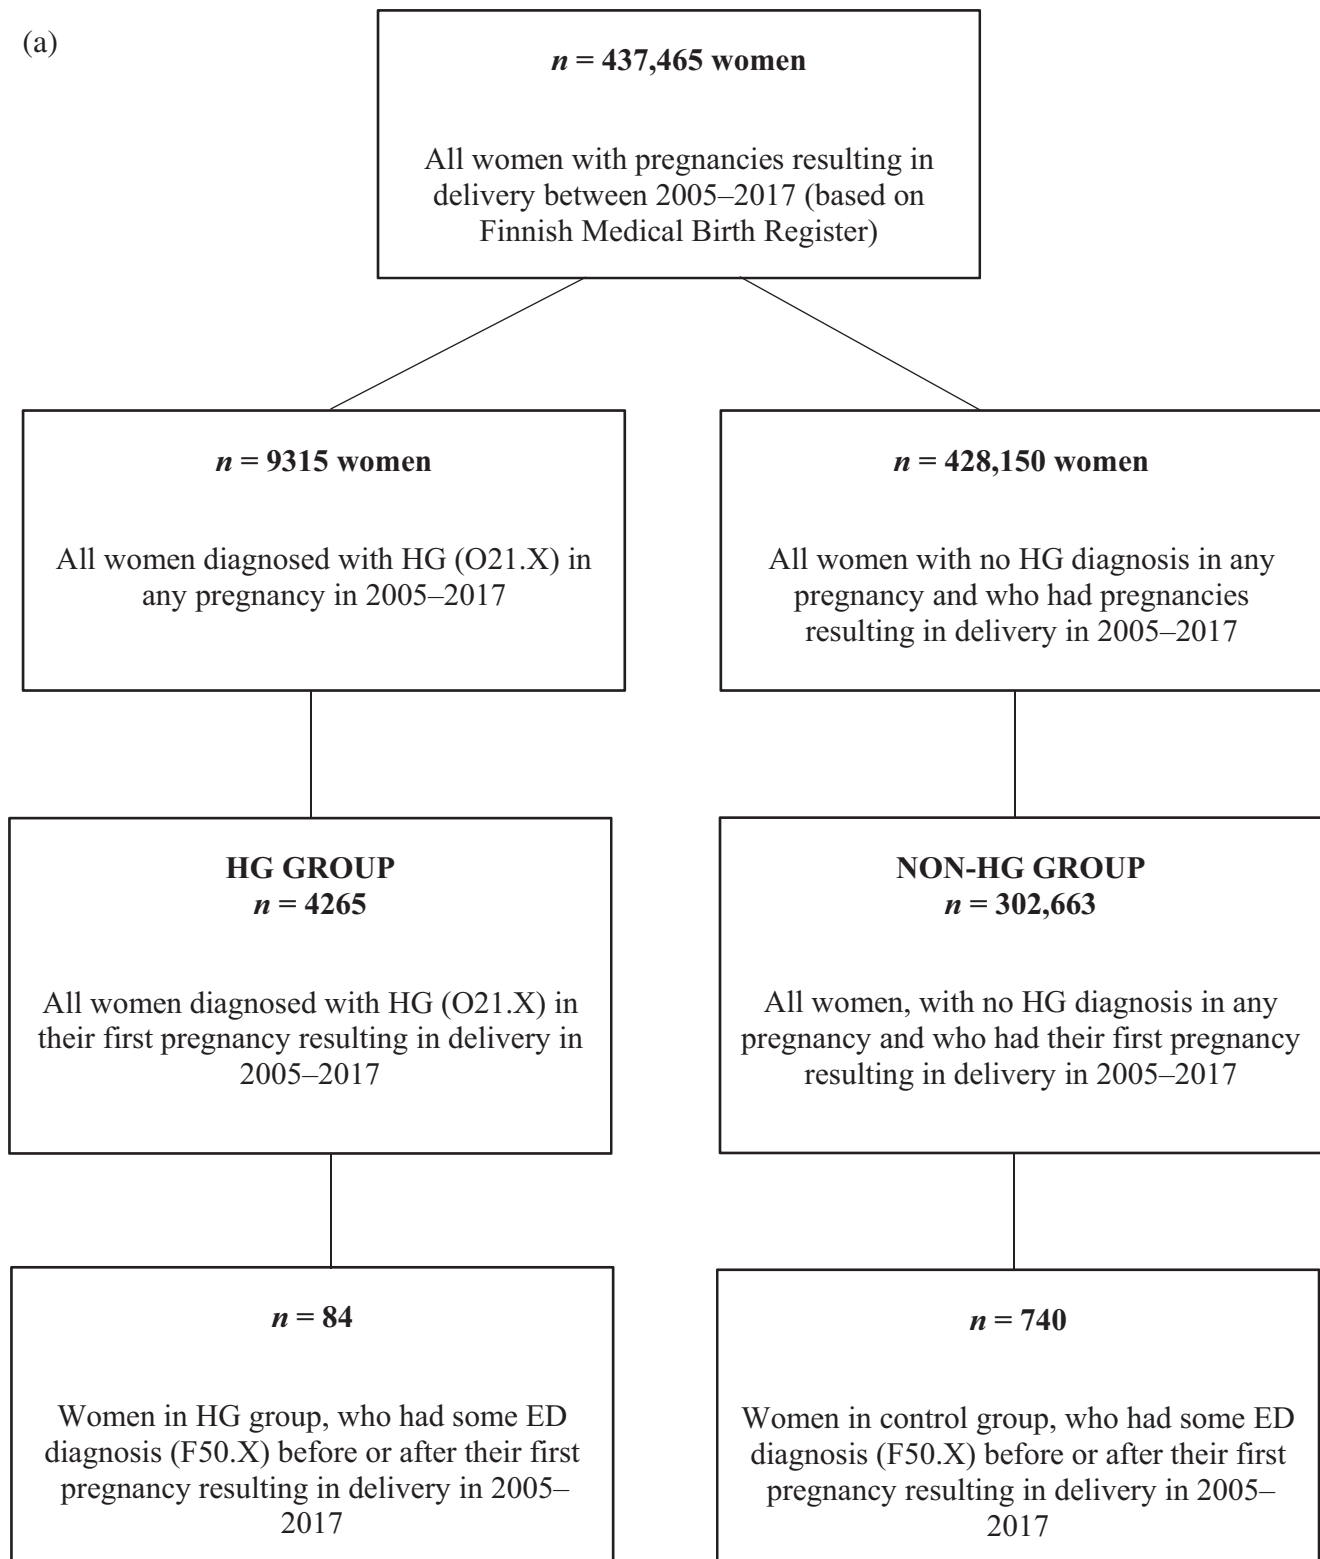 (a)
n = 437,465 women
All women with pregnancies resulting in
delivery between 2005–2017 (based on
Finnish Medical Birth Register)
n = 9315 women
All women diagnosed with HG (O21.X) in
any pregnancy in 2005–2017
n = 428,150 women
All women with no HG diagnosis in any
pregnancy and who had pregnancies
resulting in delivery in 2005–2017
HG GROUP
n = 4265
All women diagnosed with HG (O21.X) in
their first pregnancy resulting in delivery in
2005–2017
NON-HG GROUP
n = 302,663
All women, with no HG diagnosis in any
pregnancy and who had their first pregnancy
resulting in delivery in 2005–2017
n = 84
Women in HG group, who had some ED
diagnosis (F50.X) before or after their first
pregnancy resulting in delivery in 2005–
2017
n = 740
Women in control group, who had some ED
diagnosis (F50.X) before or after their first
pregnancy resulting in delivery in 2005–
2017